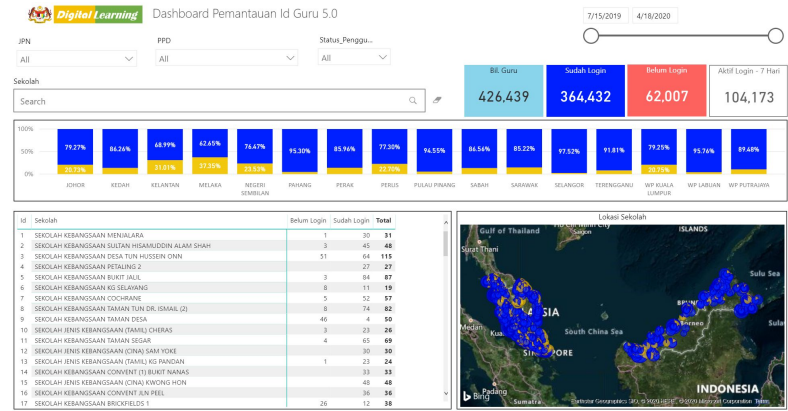 Digital Learning
Dashboard Pemantauan Id Guru 5.0
7/15/2019 4/18/2020
JPN PPD Status_Penggu...
All All All
Sekolah
Search
Bil. Guru Sudah Login Belum Login Aktif Login - 7 Hari
426,439 364,432 62,007 104,173
100%
50%
0%
79.27% 86.26% 68.99% 62.65% 76.47% 95.30% 85.96% 77.30% 94.55% 86.56% 85.22% 97.52% 91.81% 79.25% 95.76% 89.48%
20.73% 31.01% 37.35% 23.53% 22.70% 20.75%
JOHOR KEDAH KELANTAN MELAKA NEGERI SEMBILAN PAHANG PERAK PERLIS PULAU PINANG SABAH SARAWAK SELANGOR TERENGGANU WP KUALA LUMPUR WP LABUAN WP PUTRAJAYA
Id Sekolah Belum Login Sudah Login Total
1 SEKOLAH KEBANGSAAN MENJALARA 1 30 31
2 SEKOLAH KEBANGSAAN SULTAN HISAMUDDIN ALAM SHAH 3 45 48
3 SEKOLAH KEBANGSAAN DESA TUN HUSSEIN ONN 51 64 115
4 SEKOLAH KEBANGSAAN PETALING 2 27 27
5 SEKOLAH KEBANGSAAN BUKIT JALIL 3 84 87
6 SEKOLAH KEBANGSAAN KG SELAYANG 8 11 19
7 SEKOLAH KEBANGSAAN COCHRANE 5 52 57
8 SEKOLAH KEBANGSAAN TAMAN TUN DR. ISMAIL (2) 8 74 82
9 SEKOLAH KEBANGSAAN TAMAN DESA 46 4 50
10 SEKOLAH JENIS KEBANGSAAN (TAMIL) CHERAS 3 23 26
11 SEKOLAH KEBANGSAAN TAMAN SEGAR 4 65 69
12 SEKOLAH JENIS KEBANGSAAN (CINA) SAM YOKE 30 30
13 SEKOLAH JENIS KEBANGSAAN (TAMIL) KG PANDAN 1 23 24
14 SEKOLAH KEBANGSAAN CONVENT (1) BUKIT NANAS 33 33
15 SEKOLAH JENIS KEBANGSAAN (CINA) KWONG HON 48 48
16 SEKOLAH KEBANGSAAN CONVENT JLN PEEL 36 36
17 SEKOLAH KEBANGSAAN BRICKFIELDS 1 26 12 38
Lokasi Sekolah
Gulf of Thailand
Saigon
ISLANDS
Surat Thani
Sulu Sea
Medan
South China Sea
Borneo
Padang
Sumatra
INDONESIA
Bing